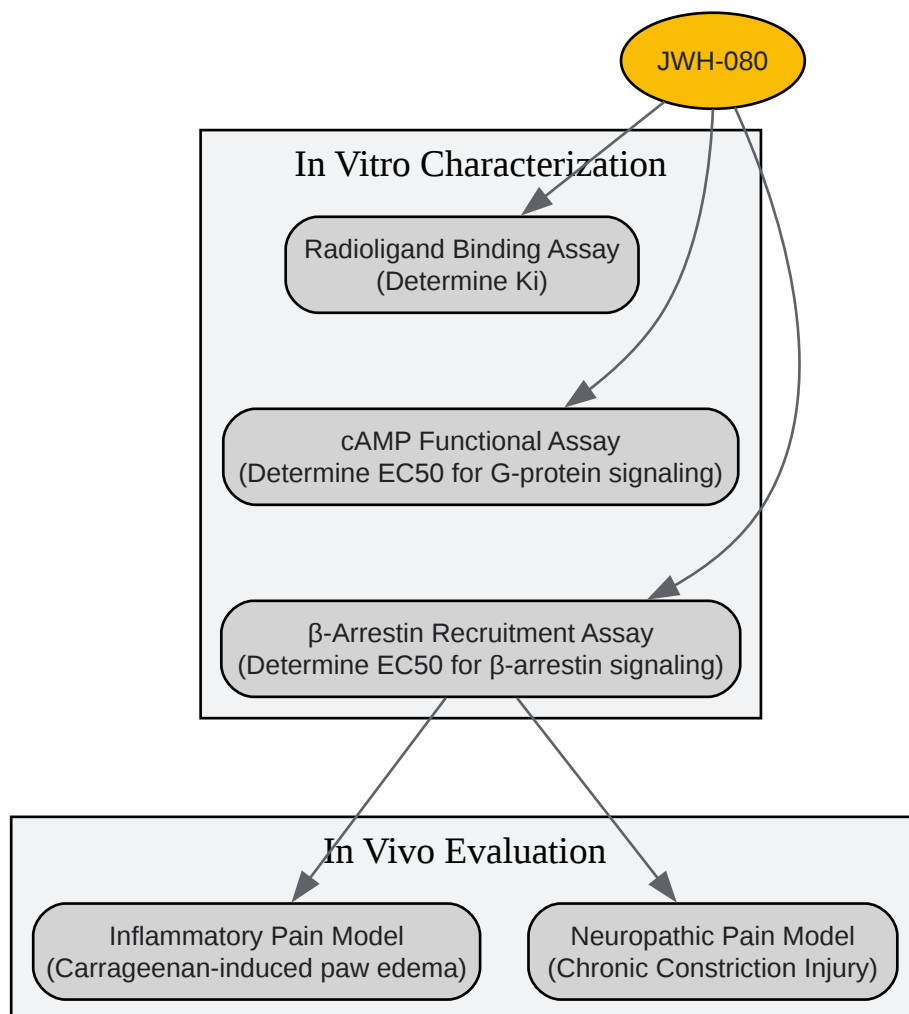 JWH-080
In Vitro Characterization
Radioligand Binding Assay
(Determine Ki)
cAMP Functional Assay
(Determine EC50 for G-protein signaling)
β-Arrestin Recruitment Assay
(Determine EC50 for β-arrestin signaling)
In Vivo Evaluation
Inflammatory Pain Model
(Carrageenan-induced paw edema)
Neuropathic Pain Model
(Chronic Constriction Injury)